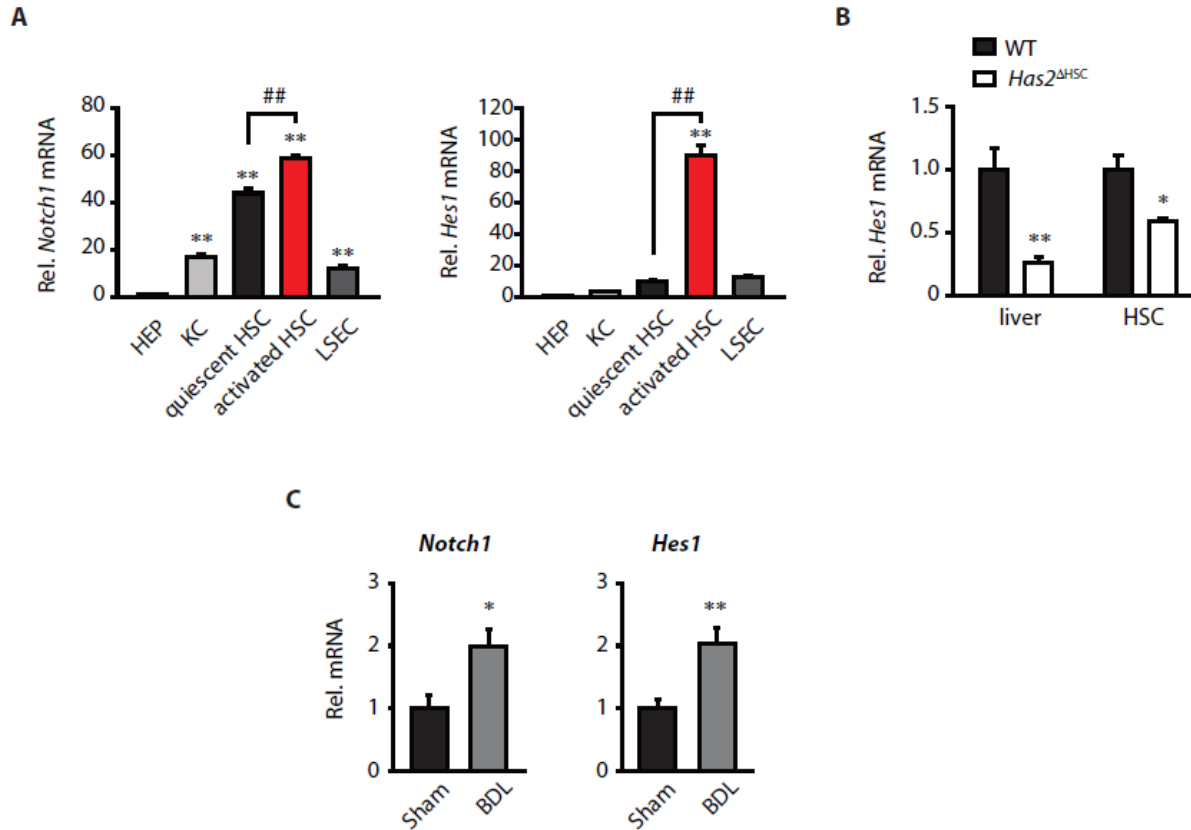 A
B
WT
Has2ΔHSC
Rel. Notch1 mRNA
80
60
40
20
0
##
**
**
**
**
HEP
KC
quiescent HSC
activated HSC
LSEC
Rel. Hes1 mRNA
120
100
80
60
40
20
0
##
**
HEP
KC
quiescent HSC
activated HSC
LSEC
Rel. Hes1 mRNA
1.5
1.0
0.5
0
**
*
liver
HSC
C
Notch1
Hes1
Rel. mRNA
3
2
1
0
*
Sham
BDL
3
2
1
0
**
Sham
BDL